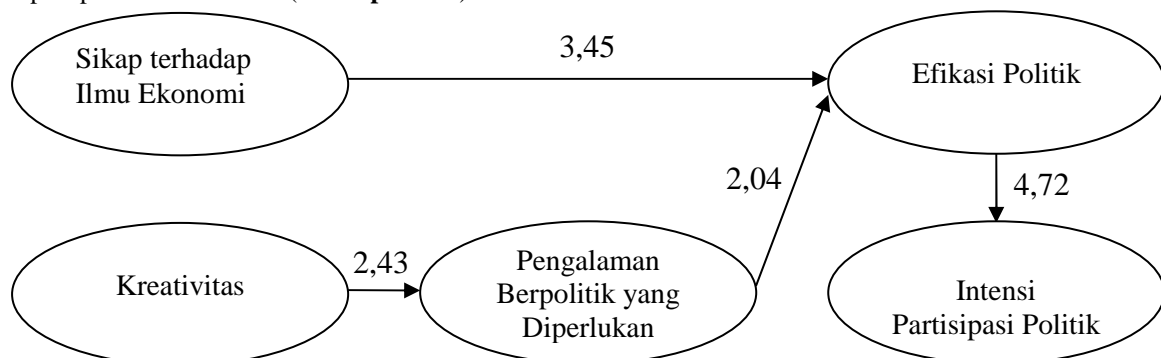 Sikap terhadap
Ilmu Ekonomi
3,45
Efikasi Politik
2,04
4,72
Kreativitas
2,43
Pengalaman
Berpolitik yang
Diperlukan
Intensi
Partisipasi Politik